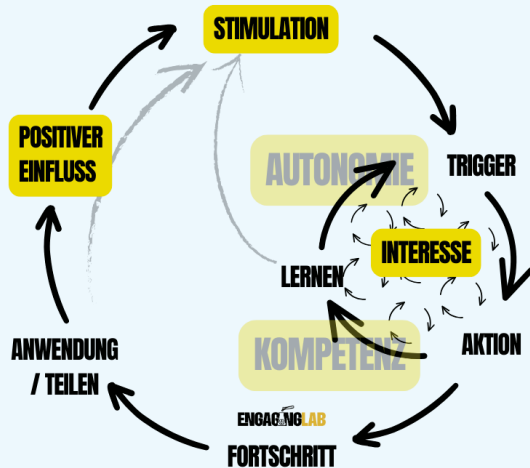 STIMULATION
POSITIVER
EINFLUSS
AUTONOMIE
TRIGGER
INTERESSE
LERNEN
AKTION
KOMPETENZ
ANWENDUNG
/ TEILEN
ENGAGINGLAB
FORTSCHRITT